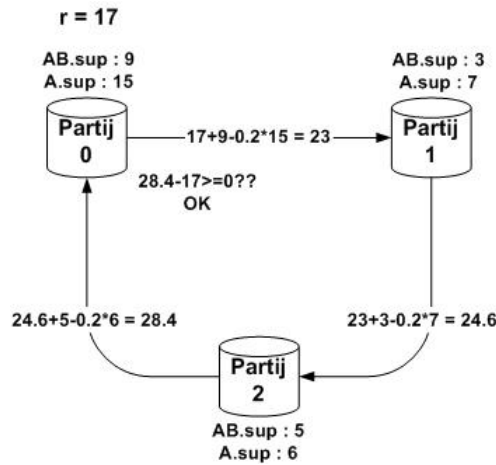 r = 17
AB.sup : 9
A.sup : 15
AB.sup : 3
A.sup : 7
Partij
0
17+9-0.2*15 = 23
Partij
1
28.4-17>=0??
OK
24.6+5-0.2*6 = 28.4
23+3-0.2*7 = 24.6
Partij
2
AB.sup : 5
A.sup : 6